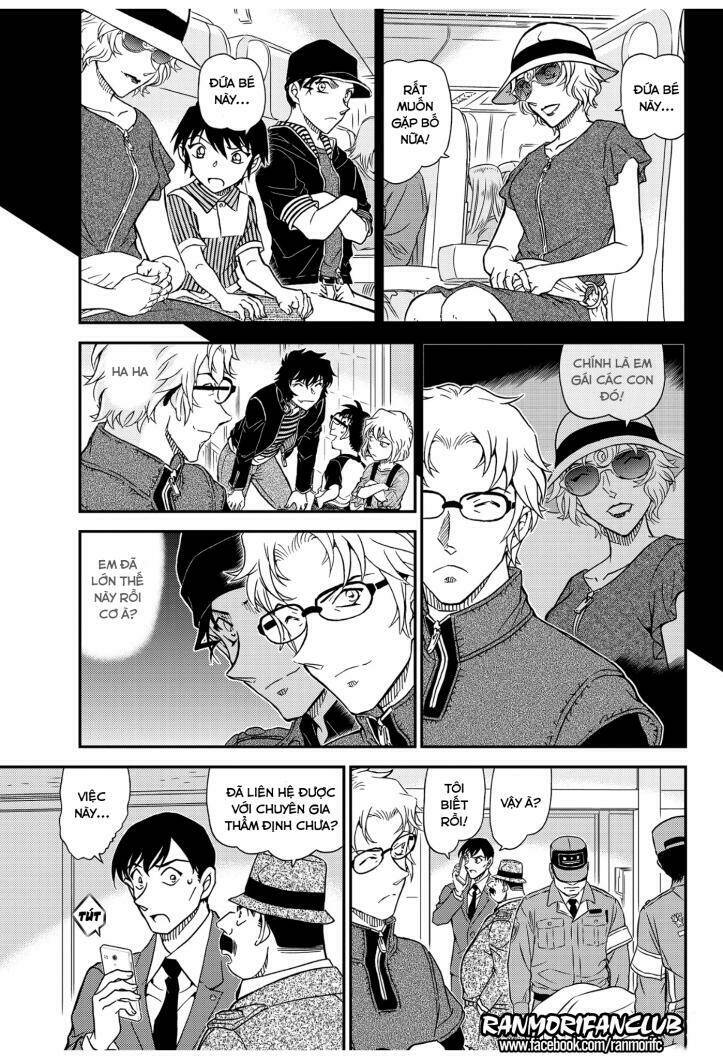 ĐỨA BÉ
NÀY...
RẤT
MUỐN
GẶP BỐ
NỮA!
ĐỨA BÉ
NÀY...
CHÍNH LÀ EM
GÁI CÁC CON
ĐÓ!
HA HA
EM ĐÃ
LỚN THẾ
NÀY RỒI
CƠ À?
VẬY À?
TÔI
BIẾT
RỒI!
ĐÃ LIÊN HỆ ĐƯỢC
VỚI CHUYÊN GIA
THẨM ĐỊNH CHƯA?
VIỆC
NÀY...
TÚT
RANMORIFANCLUB
www.facebook.com/ranmorifc